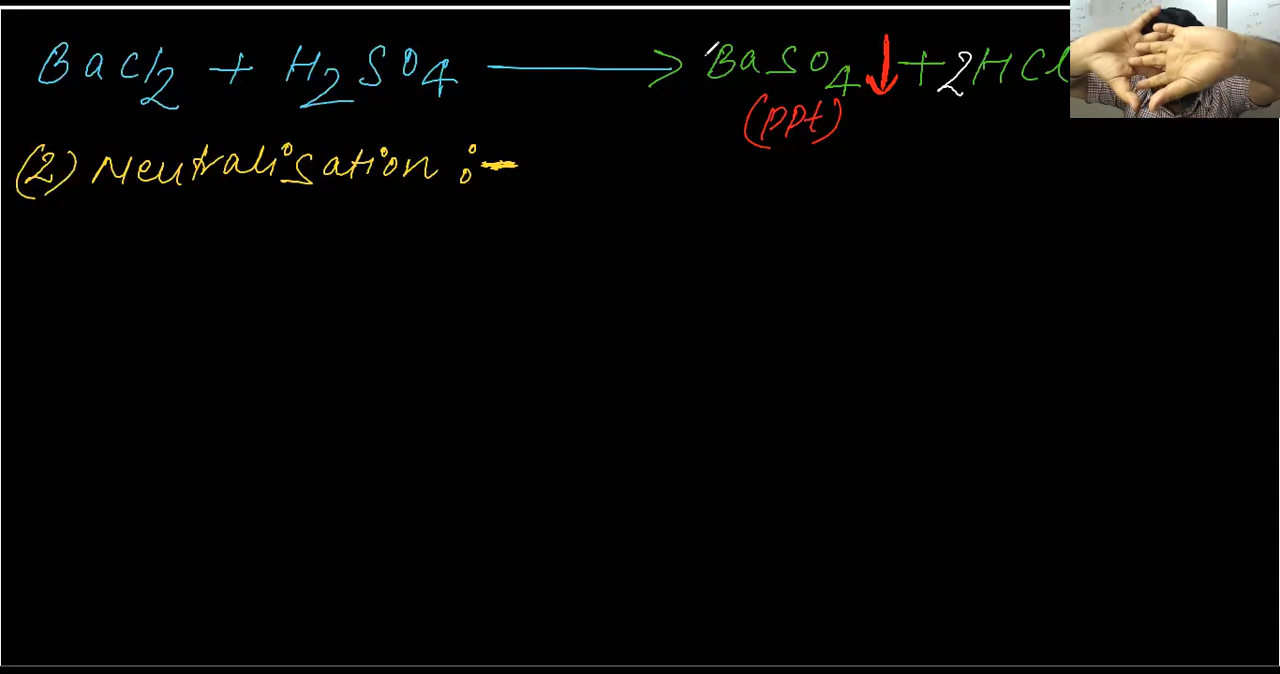 BaCl2 + H2SO4 ⟶ BaSO4 ↓ + 2HCl
(ppt)
(2) Neutralisation :-